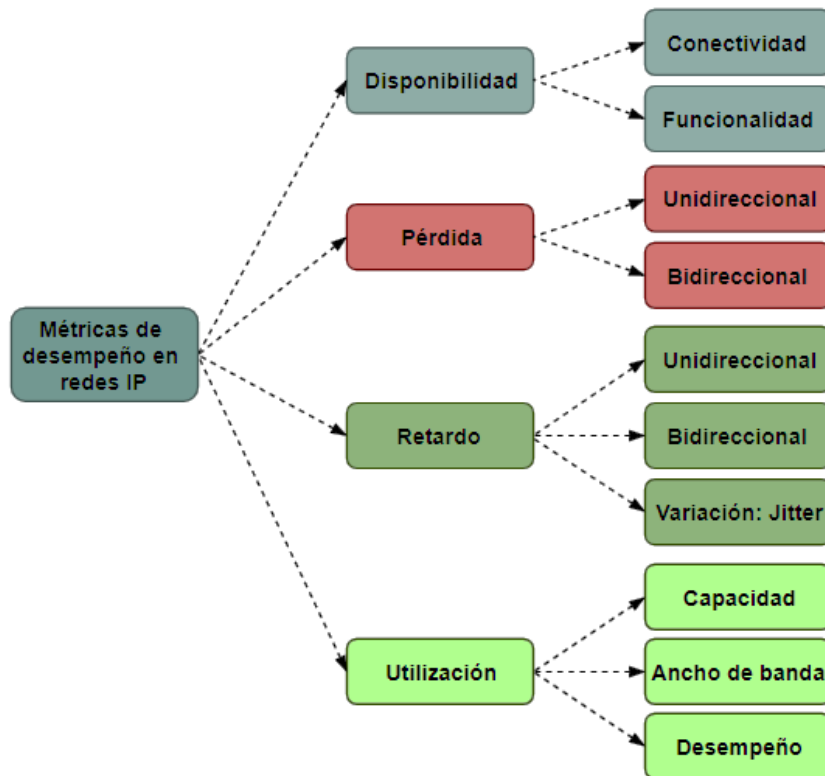 Conectividad
Disponibilidad
Funcionalidad
Unidireccional
Pérdida
Bidireccional
Métricas de
desempeño en
redes IP
Unidireccional
Retardo
Bidireccional
Variación: Jitter
Capacidad
Utilización
Ancho de banda
Desempeño